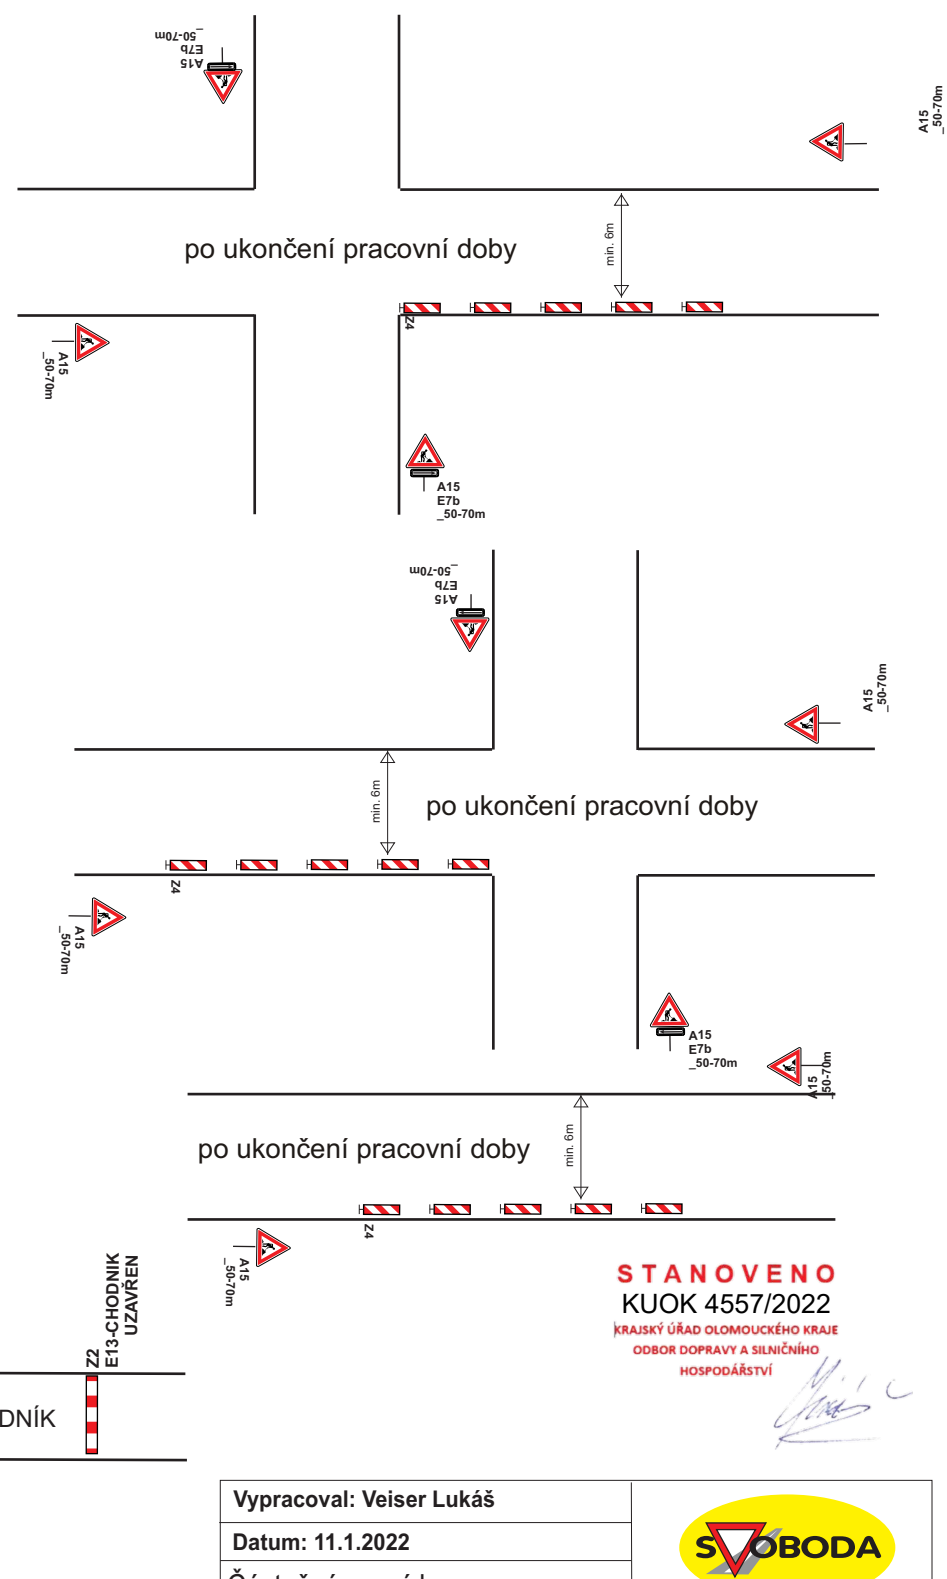 A15
E7b
_50-70m
A15
_50-70m
po ukončení pracovní doby
min. 6m
Z4
A15
_50-70m
A15
E7b
_50-70m
A15
E7b
_50-70m
A15
_50-70m
min. 6m
po ukončení pracovní doby
Z4
A15
_50-70m
A15
E7b
_50-70m
A15
_50-70m
po ukončení pracovní doby
min. 6m
Z4
A15
_50-70m
Z2
E13-CHODNIK
UZAVŘEN
DNÍK
STANOVENO
KUOK 4557/2022
KRAJSKÝ ÚŘAD OLOMOUCKÉHO KRAJE
ODBOR DOPRAVY A SILNIČNÍHO
HOSPODÁŘSTVÍ
Vypracoval: Veiser Lukáš
Datum: 11.1.2022
SVOBODA